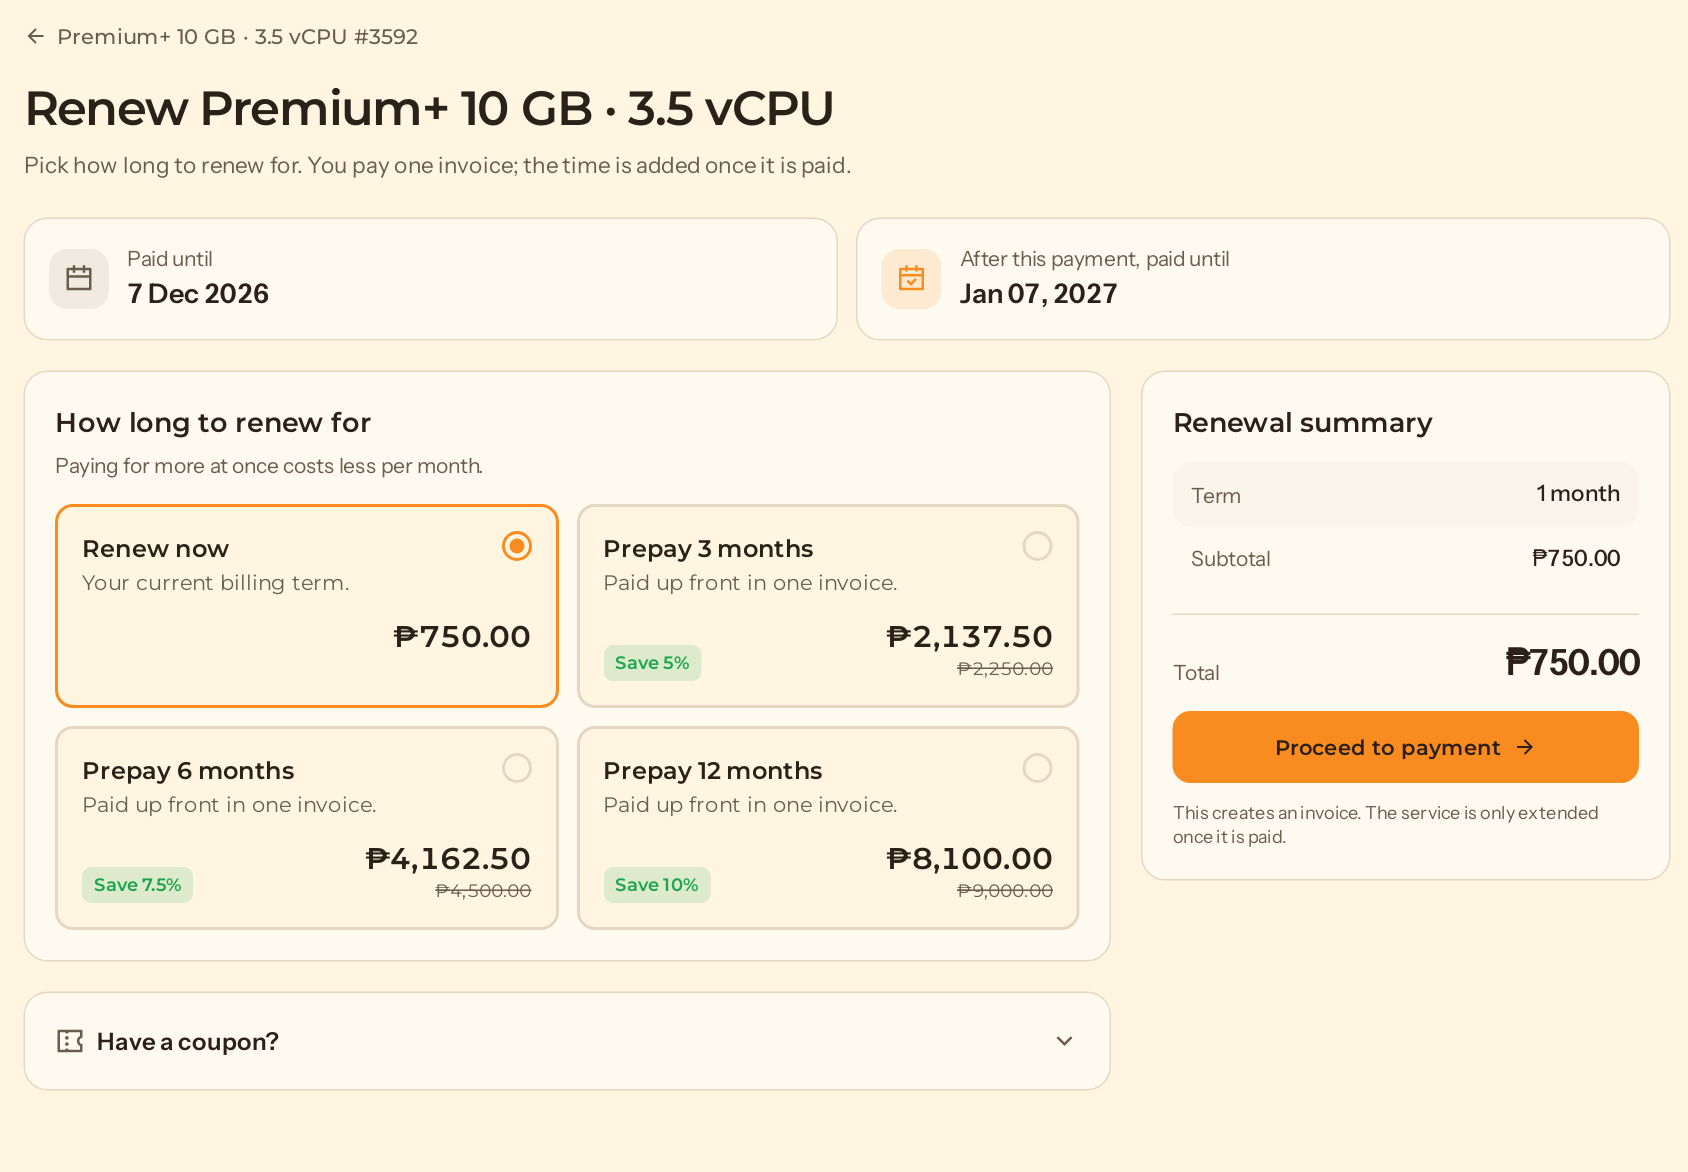 Premium+ 10 GB · 3.5 vCPU #3592
Renew Premium+ 10 GB · 3.5 vCPU
Pick how long to renew for. You pay one invoice; the time is added once it is paid.
Paid until
7 Dec 2026
After this payment, paid until
Jan 07, 2027
How long to renew for
Paying for more at once costs less per month.
Renew now
Your current billing term.
₱750.00
Prepay 3 months
Paid up front in one invoice.
₱2,137.50
Save 5%
₱2,250.00
Prepay 6 months
Paid up front in one invoice.
₱4,162.50
Save 7.5%
₱4,500.00
Prepay 12 months
Paid up front in one invoice.
₱8,100.00
Save 10%
₱9,000.00
Have a coupon?
Renewal summary
Term 1 month
Subtotal ₱750.00
Total ₱750.00
Proceed to payment
This creates an invoice. The service is only extended
once it is paid.